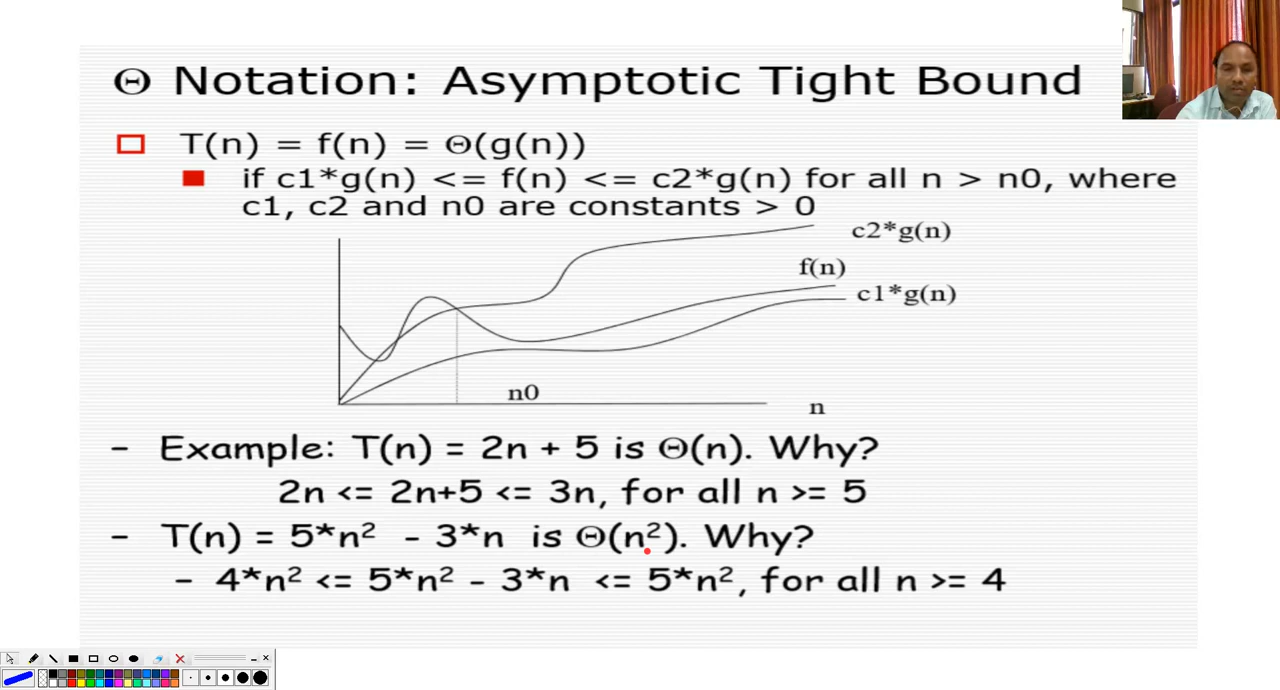 Θ Notation: Asymptotic Tight Bound
T(n) = f(n) = Θ(g(n))
if c1*g(n) <= f(n) <= c2*g(n) for all n > n0, where
c1, c2 and n0 are constants > 0
c2*g(n)
f(n)
c1*g(n)
n0
n
- Example: T(n) = 2n + 5 is Θ(n). Why?
2n <= 2n+5 <= 3n, for all n >= 5
- T(n) = 5*n² - 3*n is Θ(n²). Why?
- 4*n² <= 5*n² - 3*n <= 5*n², for all n >= 4